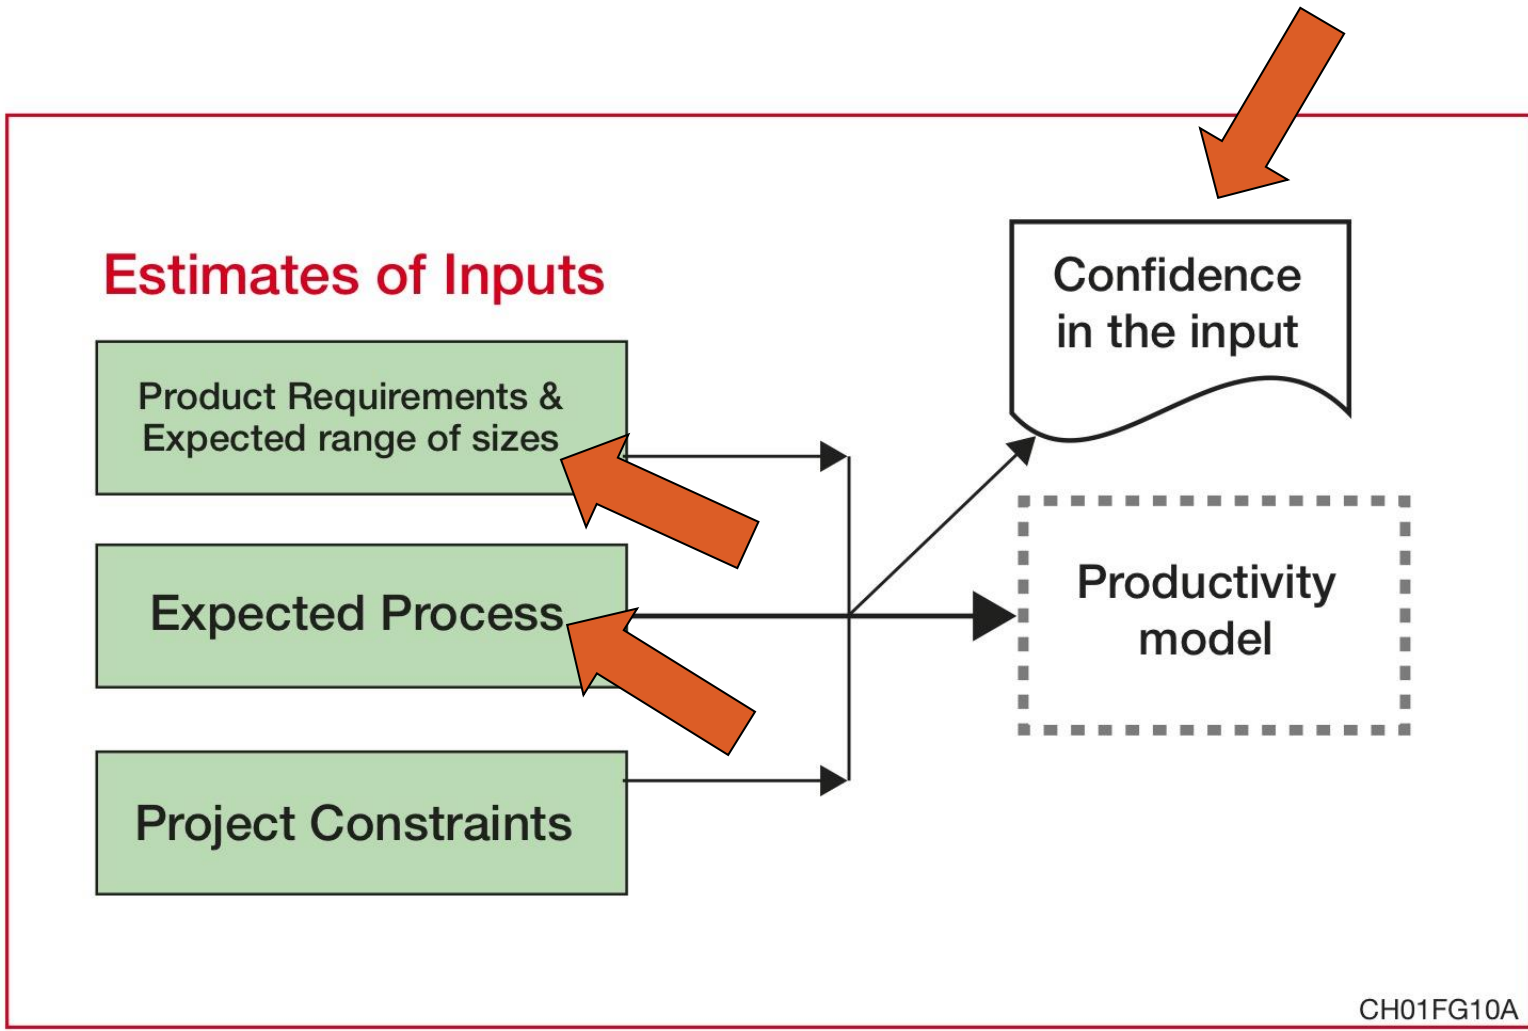 Estimates of Inputs
Product Requirements &
Expected range of sizes
Expected Process
Project Constraints
Confidence
in the input
Productivity
model
CH01FG10A